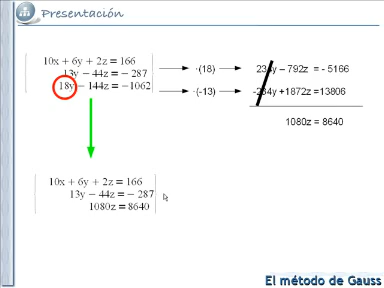 Presentación
10x + 6y + 2z = 166
13y − 44z = − 287
18y − 144z = −1062
·(18)
234y − 792z = - 5166
·(-13)
-234y +1872z =13806
1080z = 8640
10x + 6y + 2z = 166
13y − 44z = − 287
1080z = 8640
El método de Gauss